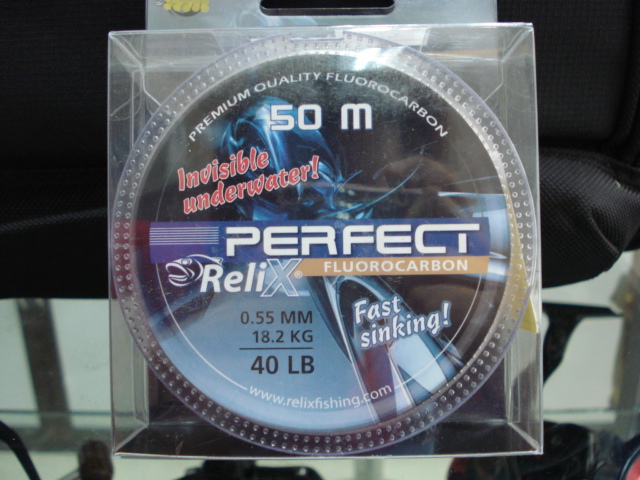 PREMIUM QUALITY FLUOROCARBON
50 m
Invisible
underwater!
PERFECT
ReliX®
FLUOROCARBON
0.55 MM
18.2 KG
40 LB
Fast
sinking!
www.relixfishing.com